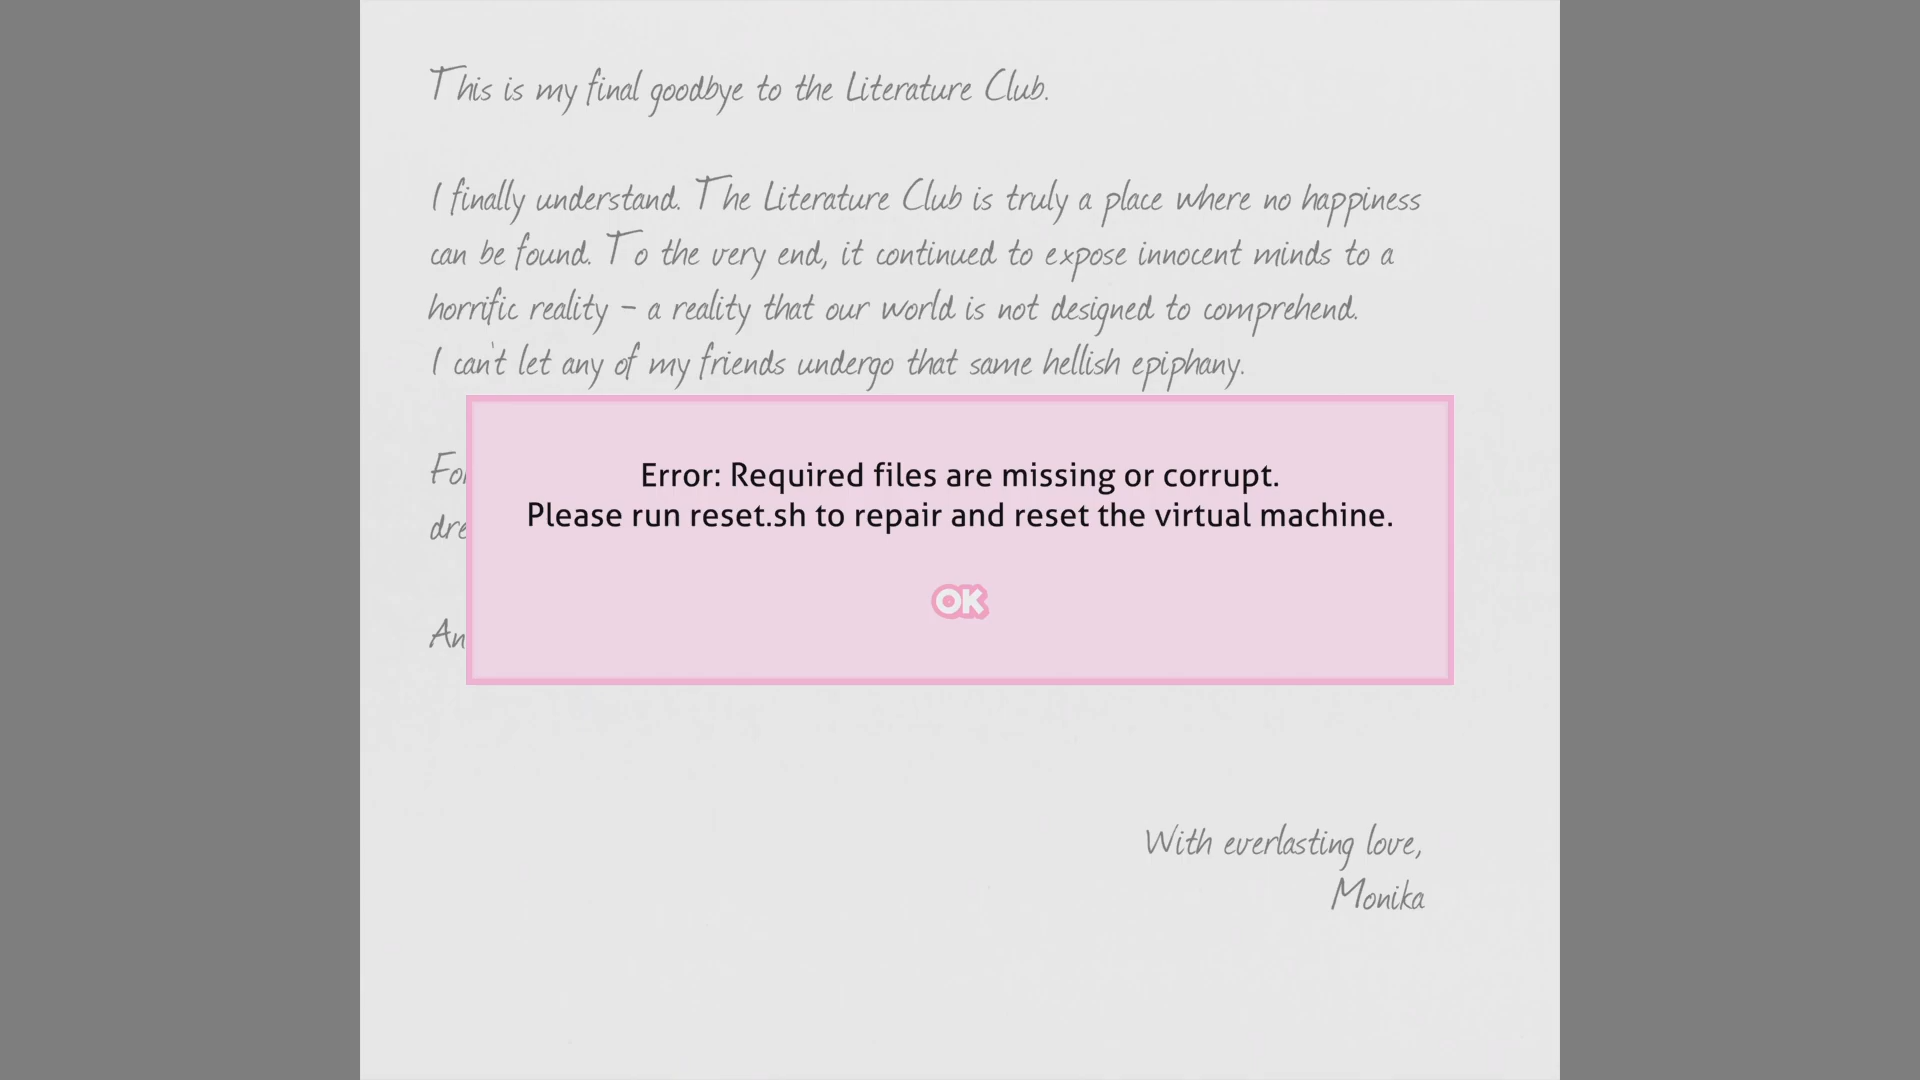 This is my final goodbye to the Literature Club.
I finally understand. The Literature Club is truly a place where no happiness
can be found. To the very end, it continued to expose innocent minds to a
horrific reality – a reality that our world is not designed to comprehend.
I can't let any of my friends undergo that same hellish epiphany.
Error: Required files are missing or corrupt.
Please run reset.sh to repair and reset the virtual machine.
OK
With everlasting love,
Monika